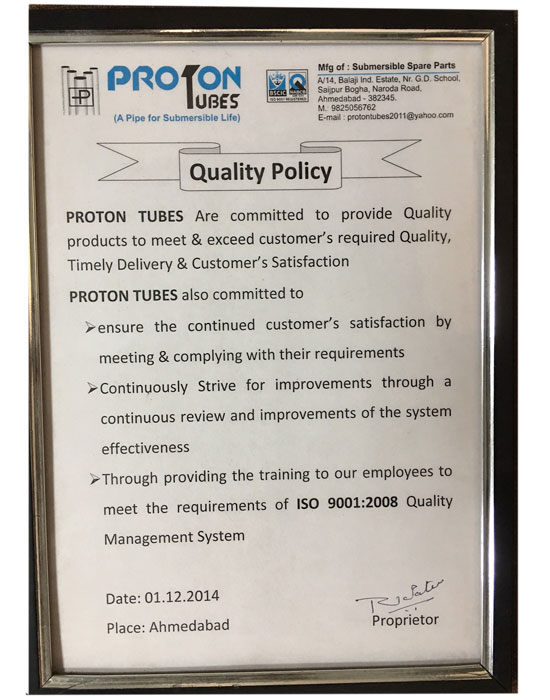 PROTON
TUBES
(A Pipe for Submersible Life)
P
BSCIC
NABCB
ISO 9001 REGISTERED
Mfg of : Submersible Spare Parts
A/14, Balaji Ind. Estate, Nr. G.D. School,
Saijpur Bogha, Naroda Road,
Ahmedabad - 382345.
M.: 9825056762
E-mail : protontubes2011@yahoo.com
Quality Policy
PROTON TUBES Are committed to provide Quality
products to meet & exceed customer's required Quality,
Timely Delivery & Customer's Satisfaction
PROTON TUBES also committed to
➢ensure the continued customer's satisfaction by
meeting & complying with their requirements
➢Continuously Strive for improvements through a
continuous review and improvements of the system
effectiveness
➢Through providing the training to our employees to
meet the requirements of ISO 9001:2008 Quality
Management System
Date: 01.12.2014
Place: Ahmedabad
Proprietor